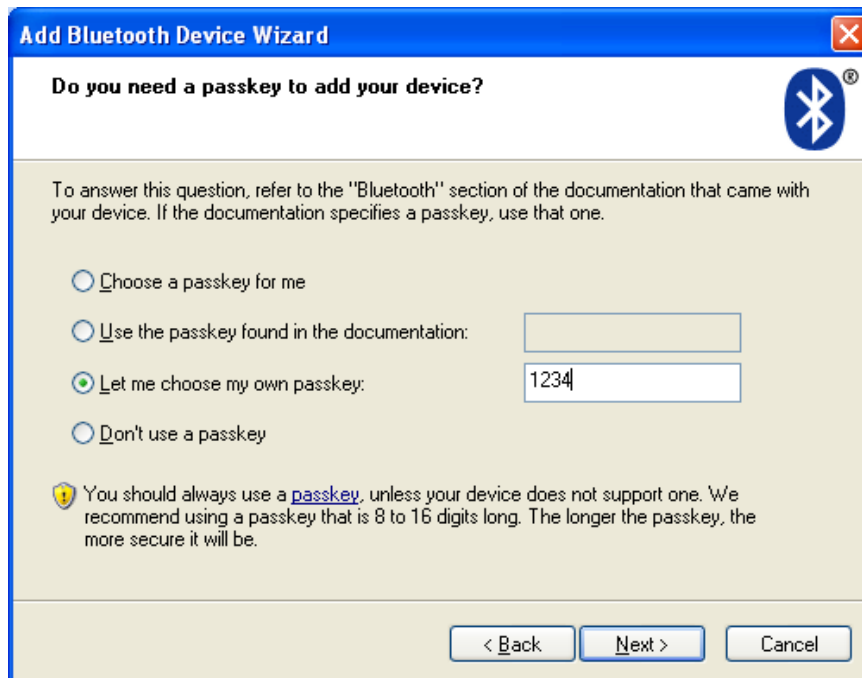 Add Bluetooth Device Wizard
Do you need a passkey to add your device?
®
To answer this question, refer to the "Bluetooth" section of the documentation that came with
your device. If the documentation specifies a passkey, use that one.
Choose a passkey for me
Use the passkey found in the documentation:
Let me choose my own passkey: 1234
Don't use a passkey
You should always use a passkey, unless your device does not support one. We
recommend using a passkey that is 8 to 16 digits long. The longer the passkey, the
more secure it will be.
< Back Next > Cancel